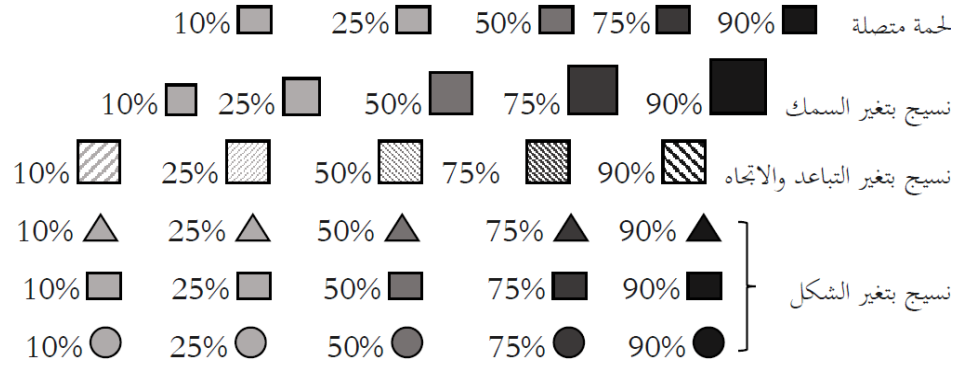 لحمة متصلة 90% 75% 50% 25% 10%
نسيج بتغير السمك 90% 75% 50% 25% 10%
نسيج بتغير التباعد والاتجاه 90% 75% 50% 25% 10%
90% 75% 50% 25% 10%
نسيج بتغير الشكل 90% 75% 50% 25% 10%
90% 75% 50% 25% 10%